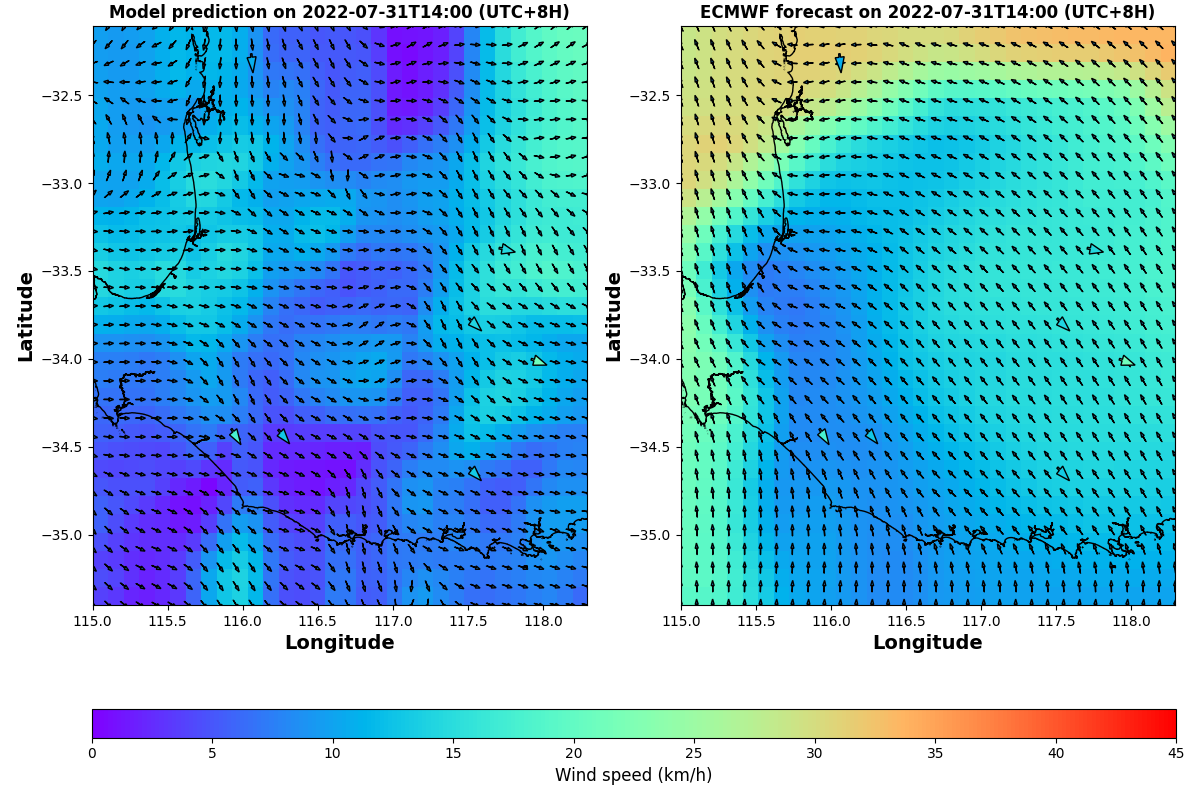 Model prediction on 2022-07-31T14:00 (UTC+8H)
ECMWF forecast on 2022-07-31T14:00 (UTC+8H)
Latitude
−32.5
−33.0
−33.5
−34.0
−34.5
−35.0
115.0 115.5 116.0 116.5 117.0 117.5 118.0
Longitude
Latitude
−32.5
−33.0
−33.5
−34.0
−34.5
−35.0
115.0 115.5 116.0 116.5 117.0 117.5 118.0
Longitude
0 5 10 15 20 25 30 35 40 45
Wind speed (km/h)